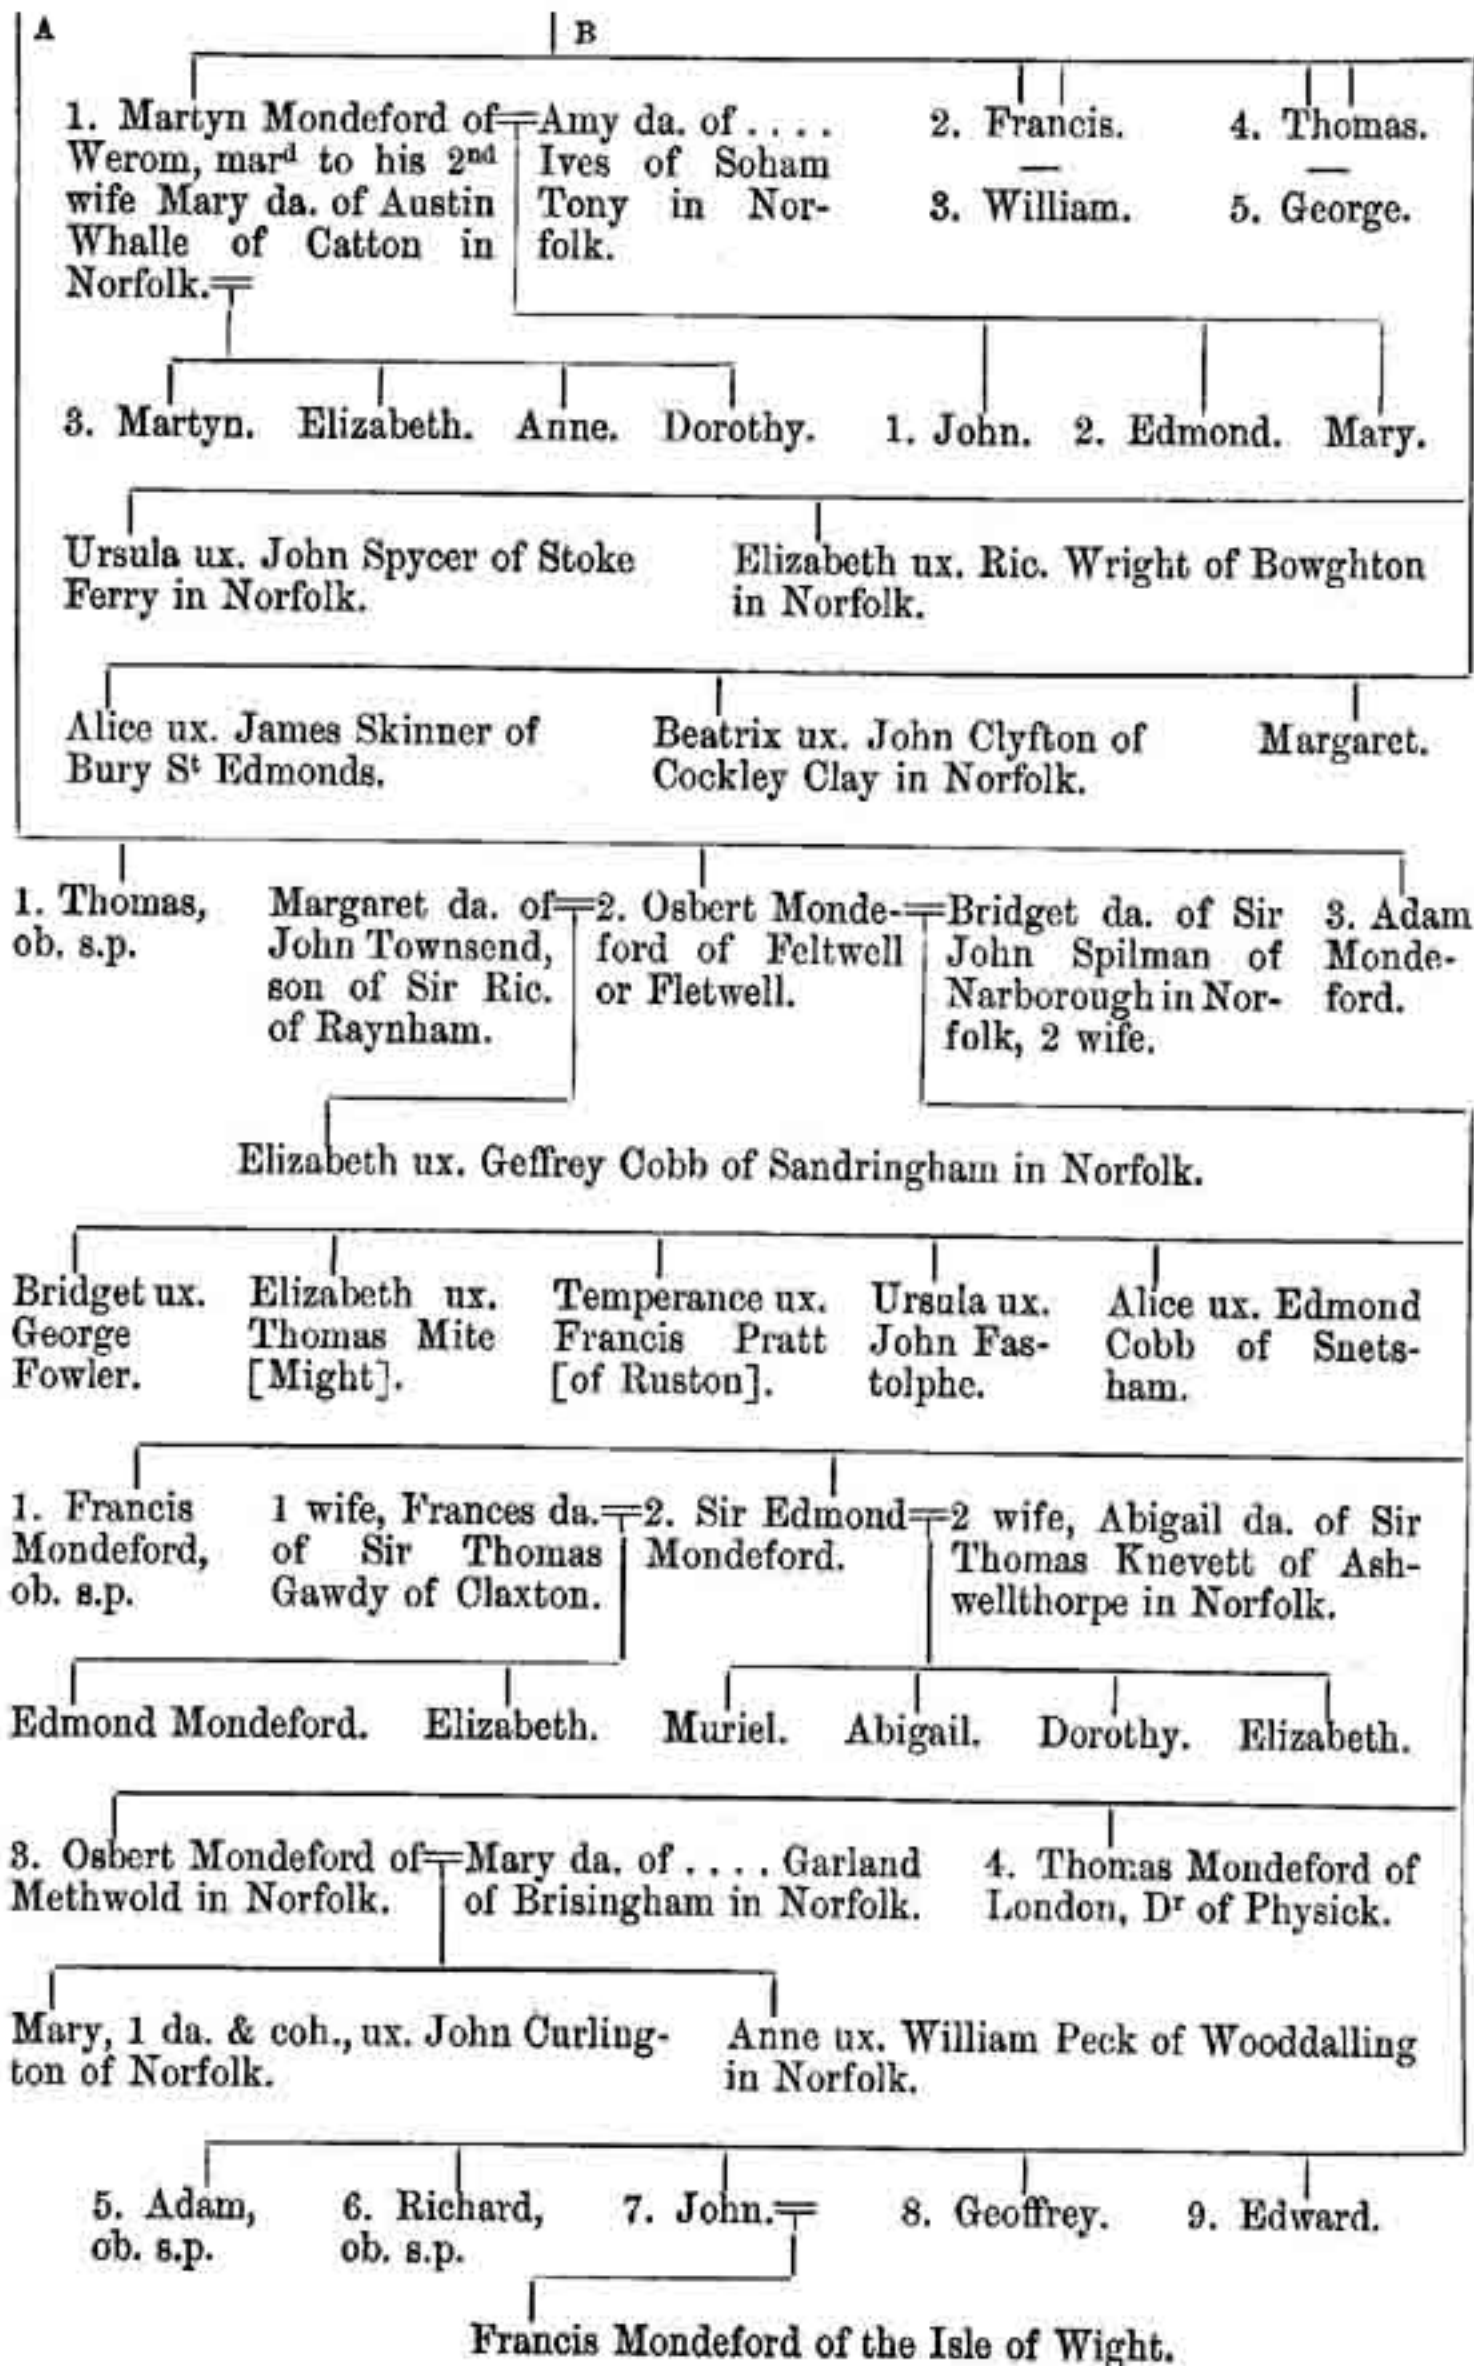 A
B
1. Martyn Mondeford of
Werom, marᵈ to his 2ⁿᵈ
wife Mary da. of Austin
Whalle of Catton in
Norfolk.
Amy da. of . . . .
Ives of Soham
Tony in Nor-
folk.
2. Francis.
—
3. William.
4. Thomas.
—
5. George.
3. Martyn. Elizabeth. Anne. Dorothy. 1. John. 2. Edmond. Mary.
Ursula ux. John Spycer of Stoke
Ferry in Norfolk.
Elizabeth ux. Ric. Wright of Bowghton
in Norfolk.
Alice ux. James Skinner of
Bury Sᵗ Edmonds.
Beatrix ux. John Clyfton of
Cockley Clay in Norfolk.
Margaret.
1. Thomas,
ob. s.p.
Margaret da. of
John Townsend,
son of Sir Ric.
of Raynham.
2. Osbert Monde-
ford of Feltwell
or Fletwell.
Bridget da. of Sir
John Spilman of
Narborough in Nor-
folk, 2 wife.
3. Adam
Monde-
ford.
Elizabeth ux. Geffrey Cobb of Sandringham in Norfolk.
Bridget ux.
George
Fowler.
Elizabeth ux.
Thomas Mite
[Might].
Temperance ux.
Francis Pratt
[of Ruston].
Ursula ux.
John Fas-
tolphe.
Alice ux. Edmond
Cobb of Snets-
ham.
1. Francis
Mondeford,
ob. s.p.
1 wife, Frances da.
of Sir Thomas
Gawdy of Claxton.
2. Sir Edmond
Mondeford.
2 wife, Abigail da. of Sir
Thomas Knevett of Ash-
wellthorpe in Norfolk.
Edmond Mondeford. Elizabeth. Muriel. Abigail. Dorothy. Elizabeth.
3. Osbert Mondeford of
Methwold in Norfolk.
Mary da. of . . . . Garland
of Brisingham in Norfolk.
4. Thomas Mondeford of
London, Dʳ of Physick.
Mary, 1 da. & coh., ux. John Curling-
ton of Norfolk.
Anne ux. William Peck of Wooddalling
in Norfolk.
5. Adam,
ob. s.p.
6. Richard,
ob. s.p.
7. John.
8. Geoffrey.
9. Edward.
Francis Mondeford of the Isle of Wight.